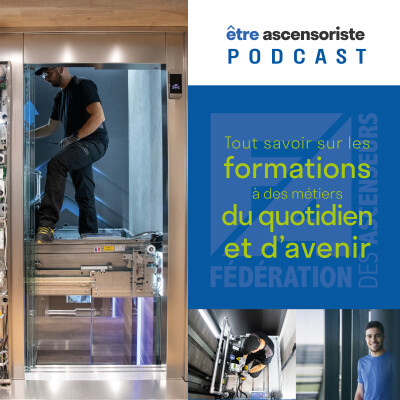 être ascensoriste
PODCAST
Tout savoir sur les
formations
à des métiers
du quotidien
et d'avenir
FÉDÉRATION
DES ASCENSEURS